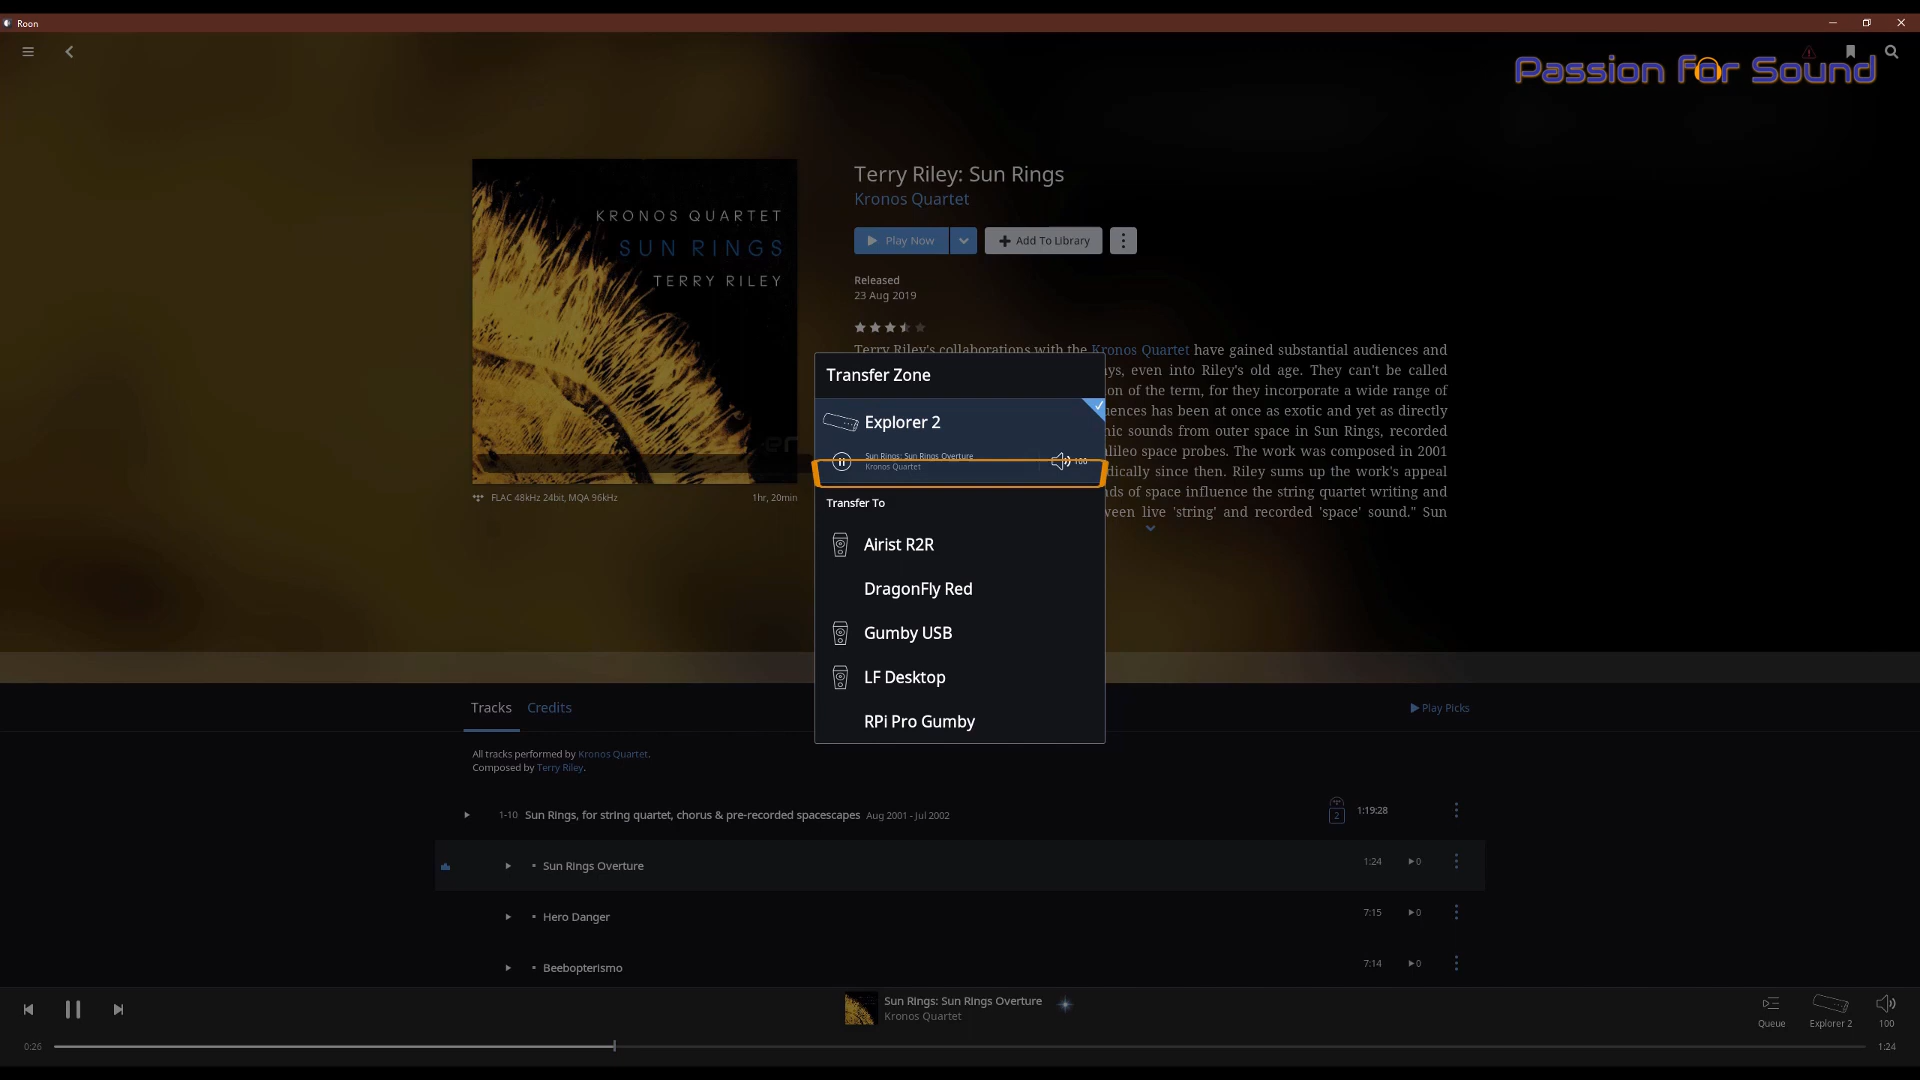 Roon
Passion for Sound
KRONOS QUARTET
SUN RINGS
TERRY RILEY
FLAC 48kHz 24bit, MQA 96kHz
1hr, 20min
Terry Riley: Sun Rings
Kronos Quartet
Play Now
Add To Library
Released
23 Aug 2019
Terry Riley's collaborations with the Kronos Quartet have gained substantial audiences and
ays, even into Riley's old age. They can't be called
on of the term, for they incorporate a wide range of
uences has been at once as exotic and yet as directly
nic sounds from outer space in Sun Rings, recorded
alileo space probes. The work was composed in 2001
dically since then. Riley sums up the work's appeal
nds of space influence the string quartet writing and
ween live 'string' and recorded 'space' sound." Sun
Transfer Zone
Explorer 2
Sun Rings: Sun Rings Overture
Kronos Quartet
100
Transfer To
Airist R2R
DragonFly Red
Gumby USB
LF Desktop
RPi Pro Gumby
Tracks Credits
Play Picks
All tracks performed by Kronos Quartet.
Composed by Terry Riley.
1-10 Sun Rings, for string quartet, chorus & pre-recorded spacescapes Aug 2001 - Jul 2002 2 1:19:28
Sun Rings Overture 1:24 0
Hero Danger 7:15 0
Beebopterismo 7:14 0
Sun Rings: Sun Rings Overture
Kronos Quartet
Queue Explorer 2 100
0:26 1:24